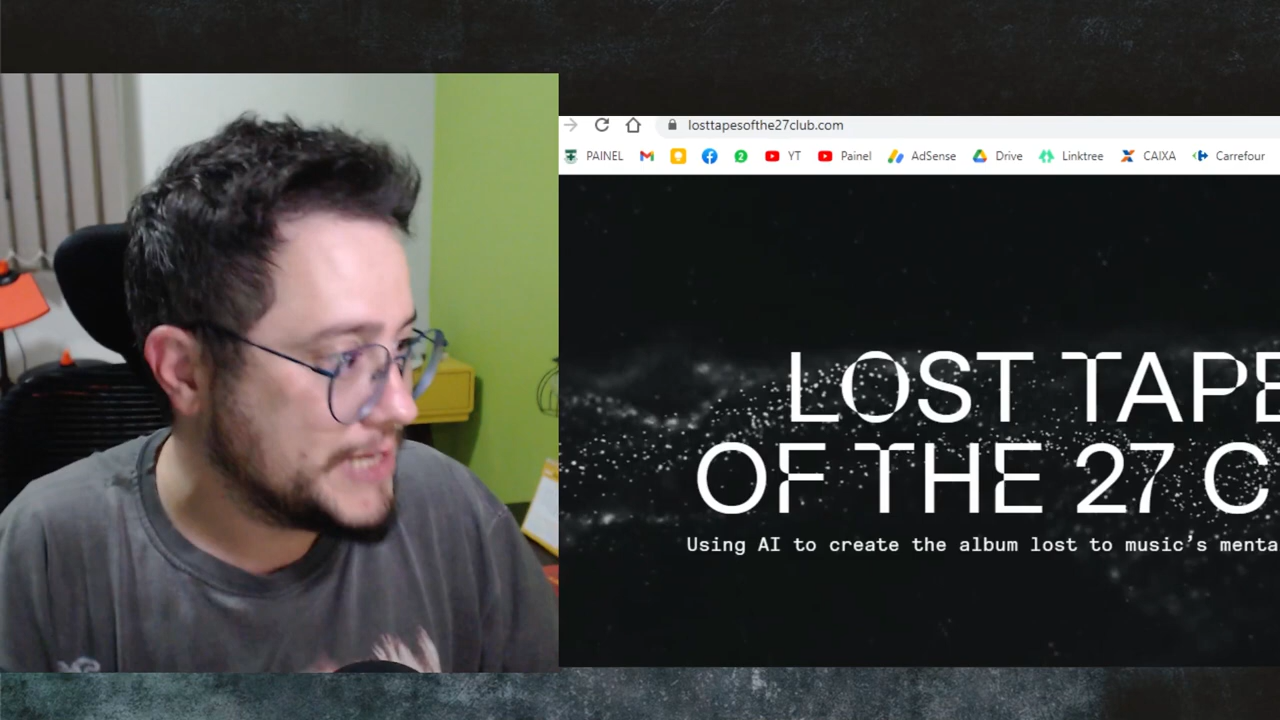 losttapesofthe27club.com
PAINEL 2 YT Painel AdSense Drive Linktree CAIXA Carrefour
LOST TAPE
OF THE 27 C
Using AI to create the album lost to music's menta